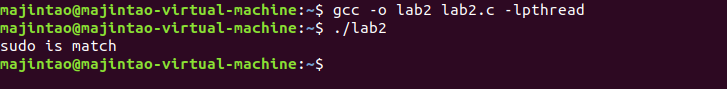 majintao@majintao-virtual-machine:~$ gcc -o lab2 lab2.c -lpthread
majintao@majintao-virtual-machine:~$ ./lab2
sudo is match
majintao@majintao-virtual-machine:~$